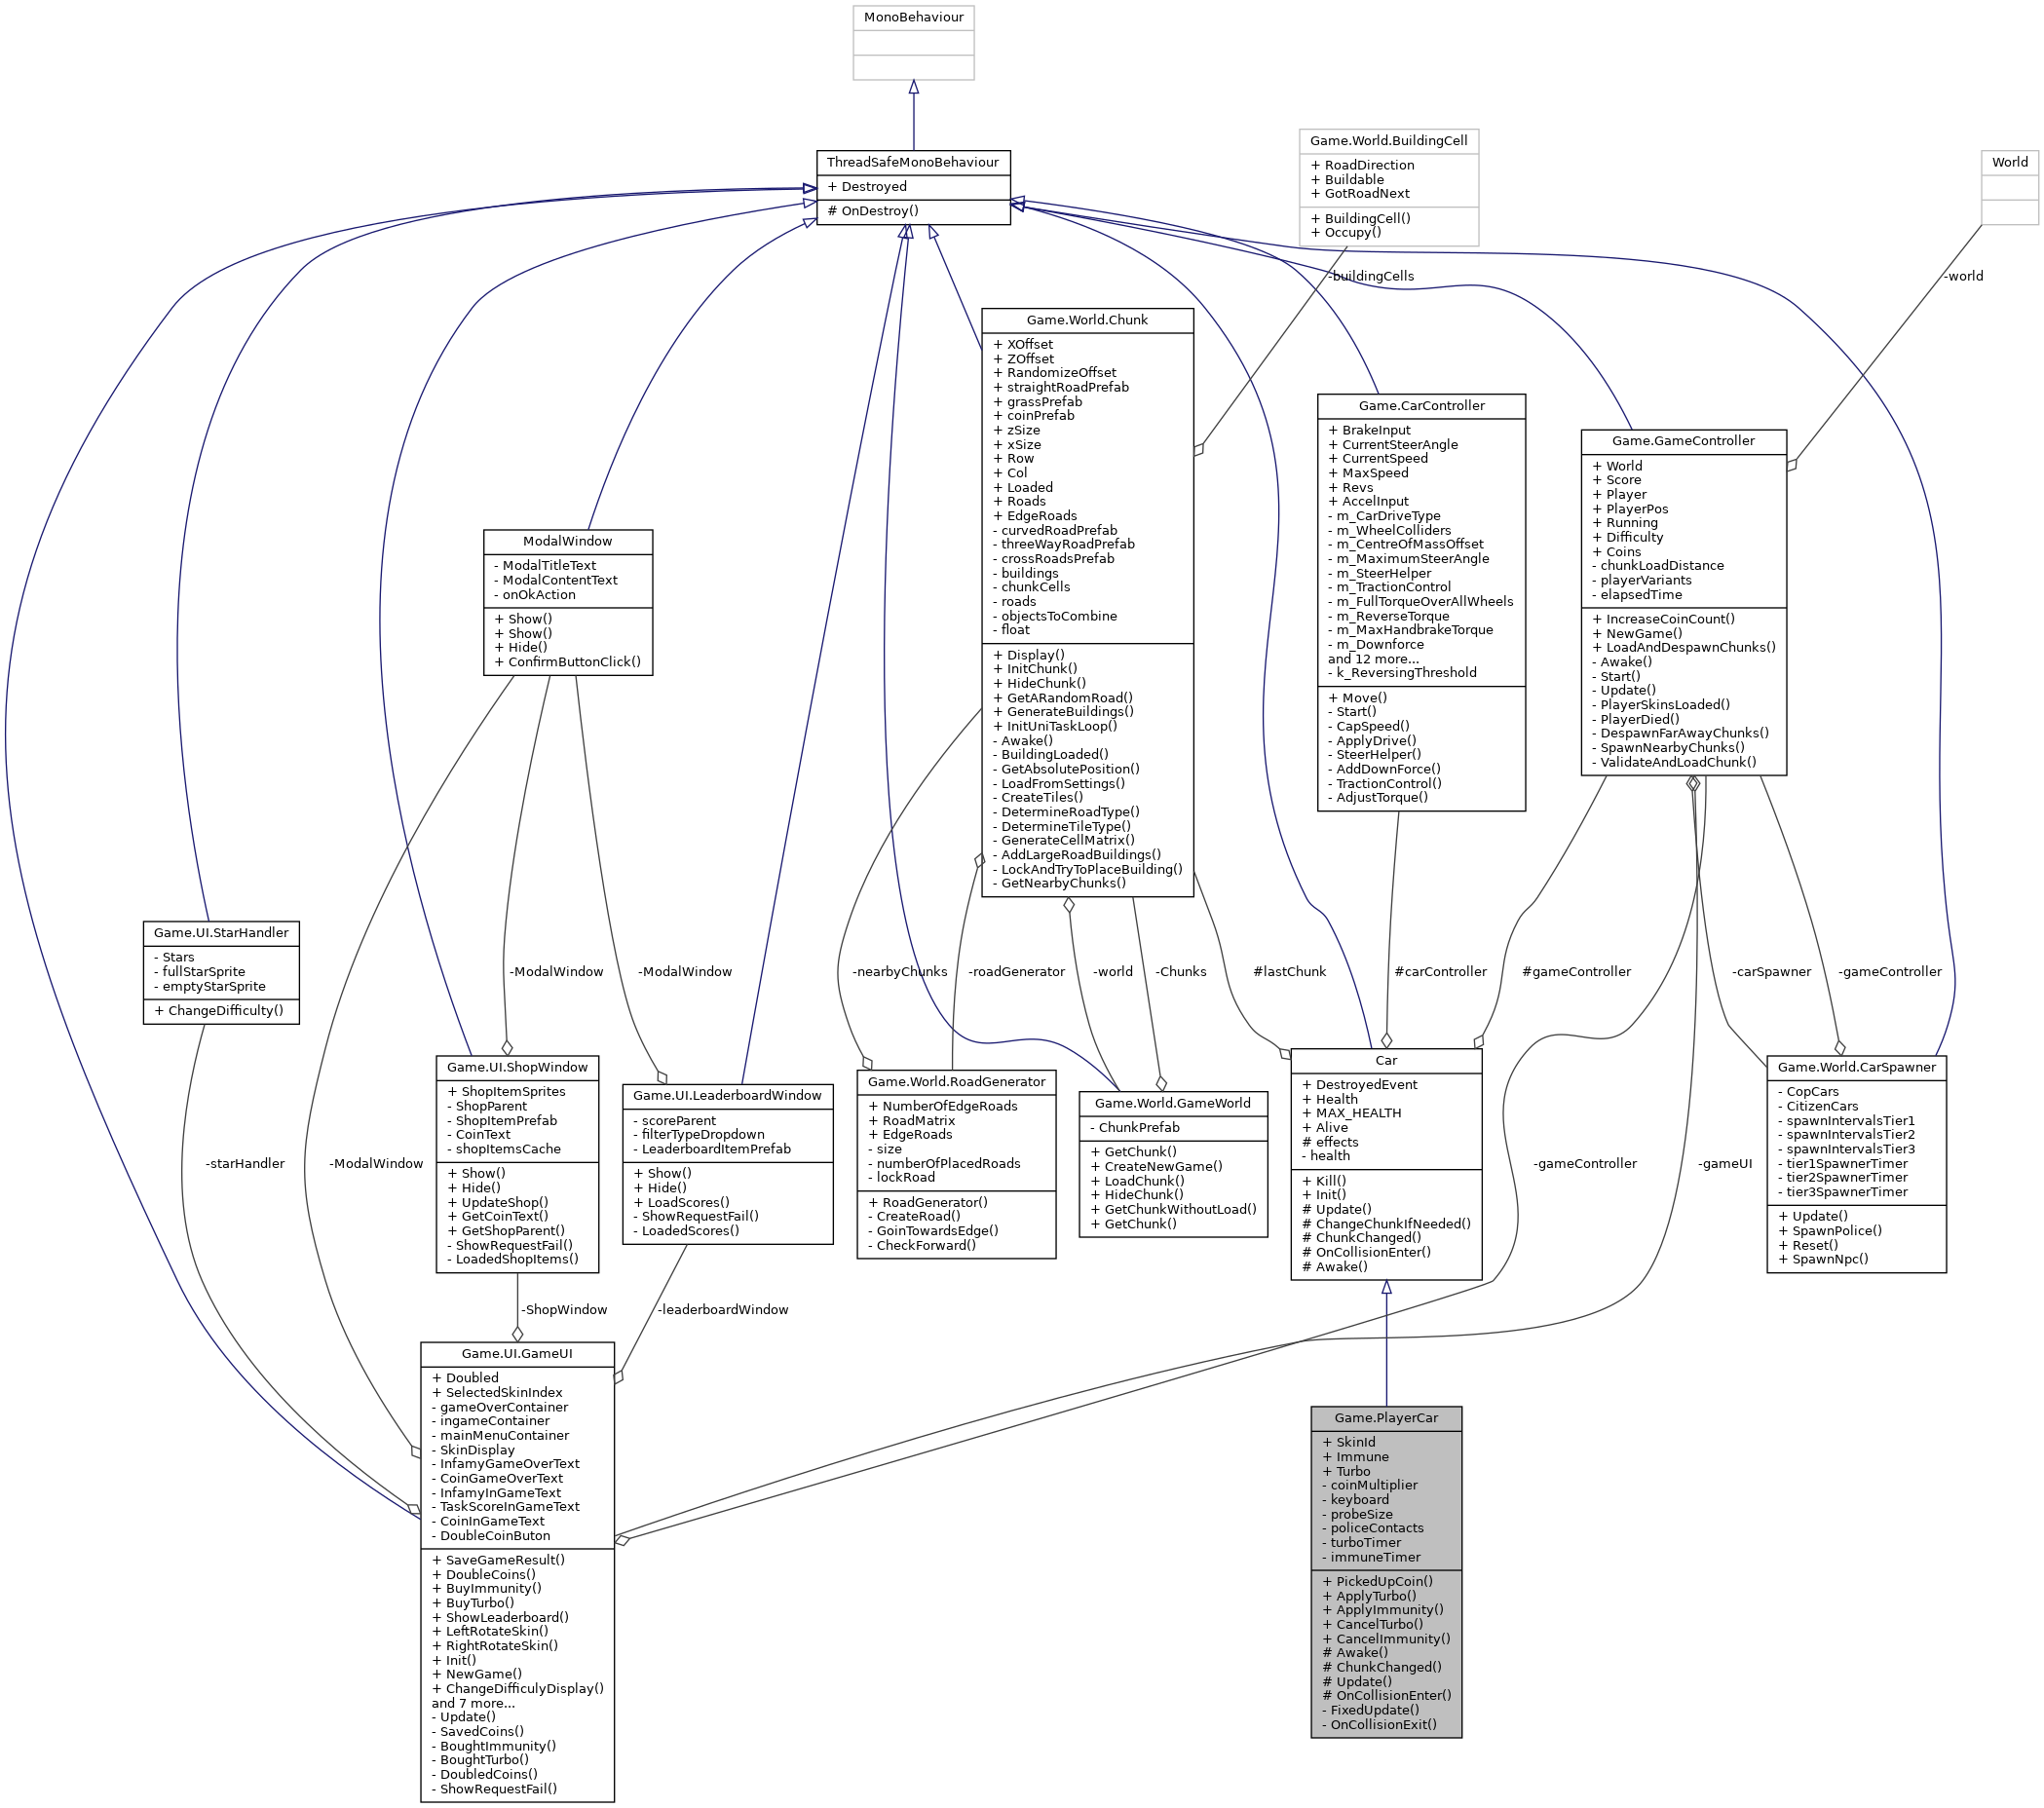 MonoBehaviour
ThreadSafeMonoBehaviour
+ Destroyed
# OnDestroy()
Game.World.BuildingCell
+ RoadDirection
+ Buildable
+ GotRoadNext
+ BuildingCell()
+ Occupy()
World
-buildingCells
-world
Game.World.Chunk
+ XOffset
+ ZOffset
+ RandomizeOffset
+ straightRoadPrefab
+ grassPrefab
+ coinPrefab
+ zSize
+ xSize
+ Row
+ Col
+ Loaded
+ Roads
+ EdgeRoads
- curvedRoadPrefab
- threeWayRoadPrefab
- crossRoadsPrefab
- buildings
- chunkCells
- roads
- objectsToCombine
- float
+ Display()
+ InitChunk()
+ HideChunk()
+ GetARandomRoad()
+ GenerateBuildings()
+ InitUniTaskLoop()
- Awake()
- BuildingLoaded()
- GetAbsolutePosition()
- LoadFromSettings()
- CreateTiles()
- DetermineRoadType()
- DetermineTileType()
- GenerateCellMatrix()
- AddLargeRoadBuildings()
- LockAndTryToPlaceBuilding()
- GetNearbyChunks()
Game.CarController
+ BrakeInput
+ CurrentSteerAngle
+ CurrentSpeed
+ MaxSpeed
+ Revs
+ AccelInput
- m_CarDriveType
- m_WheelColliders
- m_CentreOfMassOffset
- m_MaximumSteerAngle
- m_SteerHelper
- m_TractionControl
- m_FullTorqueOverAllWheels
- m_ReverseTorque
- m_MaxHandbrakeTorque
- m_Downforce
and 12 more...
- k_ReversingThreshold
+ Move()
- Start()
- CapSpeed()
- ApplyDrive()
- SteerHelper()
- AddDownForce()
- TractionControl()
- AdjustTorque()
Game.GameController
+ World
+ Score
+ Player
+ PlayerPos
+ Running
+ Difficulty
+ Coins
- chunkLoadDistance
- playerVariants
- elapsedTime
+ IncreaseCoinCount()
+ NewGame()
+ LoadAndDespawnChunks()
- Awake()
- Start()
- Update()
- PlayerSkinsLoaded()
- PlayerDied()
- DespawnFarAwayChunks()
- SpawnNearbyChunks()
- ValidateAndLoadChunk()
ModalWindow
- ModalTitleText
- ModalContentText
- onOkAction
+ Show()
+ Show()
+ Hide()
+ ConfirmButtonClick()
Game.UI.StarHandler
- Stars
- fullStarSprite
- emptyStarSprite
+ ChangeDifficulty()
-ModalWindow
-ModalWindow
-nearbyChunks
-roadGenerator
-world
-Chunks
#lastChunk
#carController
#gameController
-carSpawner
-gameController
Game.UI.ShopWindow
+ ShopItemSprites
- ShopParent
- ShopItemPrefab
- CoinText
- shopItemsCache
+ Show()
+ Hide()
+ UpdateShop()
+ GetCoinText()
+ GetShopParent()
- ShowRequestFail()
- LoadedShopItems()
Game.UI.LeaderboardWindow
- scoreParent
- filterTypeDropdown
- LeaderboardItemPrefab
+ Show()
+ Hide()
+ LoadScores()
- ShowRequestFail()
- LoadedScores()
Game.World.RoadGenerator
+ NumberOfEdgeRoads
+ RoadMatrix
+ EdgeRoads
- size
- numberOfPlacedRoads
- lockRoad
+ RoadGenerator()
- CreateRoad()
- GoinTowardsEdge()
- CheckForward()
Game.World.GameWorld
- ChunkPrefab
+ GetChunk()
+ CreateNewGame()
+ LoadChunk()
+ HideChunk()
+ GetChunkWithoutLoad()
+ GetChunk()
Car
+ DestroyedEvent
+ Health
+ MAX_HEALTH
+ Alive
# effects
- health
+ Kill()
+ Init()
# Update()
# ChangeChunkIfNeeded()
# ChunkChanged()
# OnCollisionEnter()
# Awake()
Game.World.CarSpawner
- CopCars
- CitizenCars
- spawnIntervalsTier1
- spawnIntervalsTier2
- spawnIntervalsTier3
- tier1SpawnerTimer
- tier2SpawnerTimer
- tier3SpawnerTimer
+ Update()
+ SpawnPolice()
+ Reset()
+ SpawnNpc()
-starHandler
-ModalWindow
-gameController
-gameUI
-ShopWindow
-leaderboardWindow
Game.UI.GameUI
+ Doubled
+ SelectedSkinIndex
- gameOverContainer
- ingameContainer
- mainMenuContainer
- SkinDisplay
- InfamyGameOverText
- CoinGameOverText
- InfamyInGameText
- TaskScoreInGameText
- CoinInGameText
- DoubleCoinButon
+ SaveGameResult()
+ DoubleCoins()
+ BuyImmunity()
+ BuyTurbo()
+ ShowLeaderboard()
+ LeftRotateSkin()
+ RightRotateSkin()
+ Init()
+ NewGame()
+ ChangeDifficulyDisplay()
and 7 more...
- Update()
- SavedCoins()
- BoughtImmunity()
- BoughtTurbo()
- DoubledCoins()
- ShowRequestFail()
Game.PlayerCar
+ SkinId
+ Immune
+ Turbo
- coinMultiplier
- keyboard
- probeSize
- policeContacts
- turboTimer
- immuneTimer
+ PickedUpCoin()
+ ApplyTurbo()
+ ApplyImmunity()
+ CancelTurbo()
+ CancelImmunity()
# Awake()
# ChunkChanged()
# Update()
# OnCollisionEnter()
- FixedUpdate()
- OnCollisionExit()